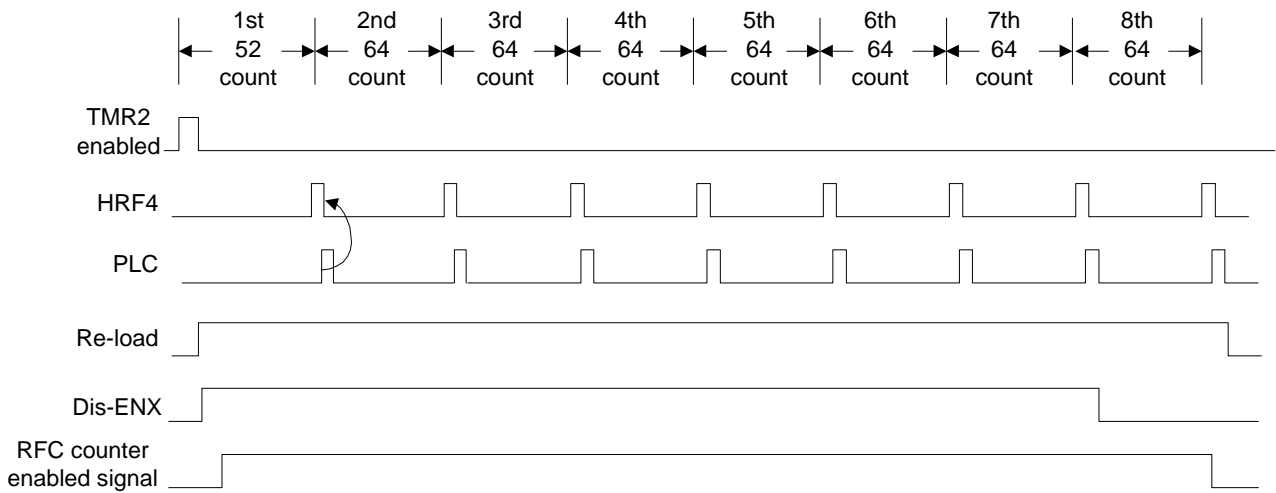 1st 2nd 3rd 4th 5th 6th 7th 8th
52 64 64 64 64 64 64 64
count count count count count count count count
TMR2
enabled
HRF4
PLC
Re-load
Dis-ENX
RFC counter
enabled signal